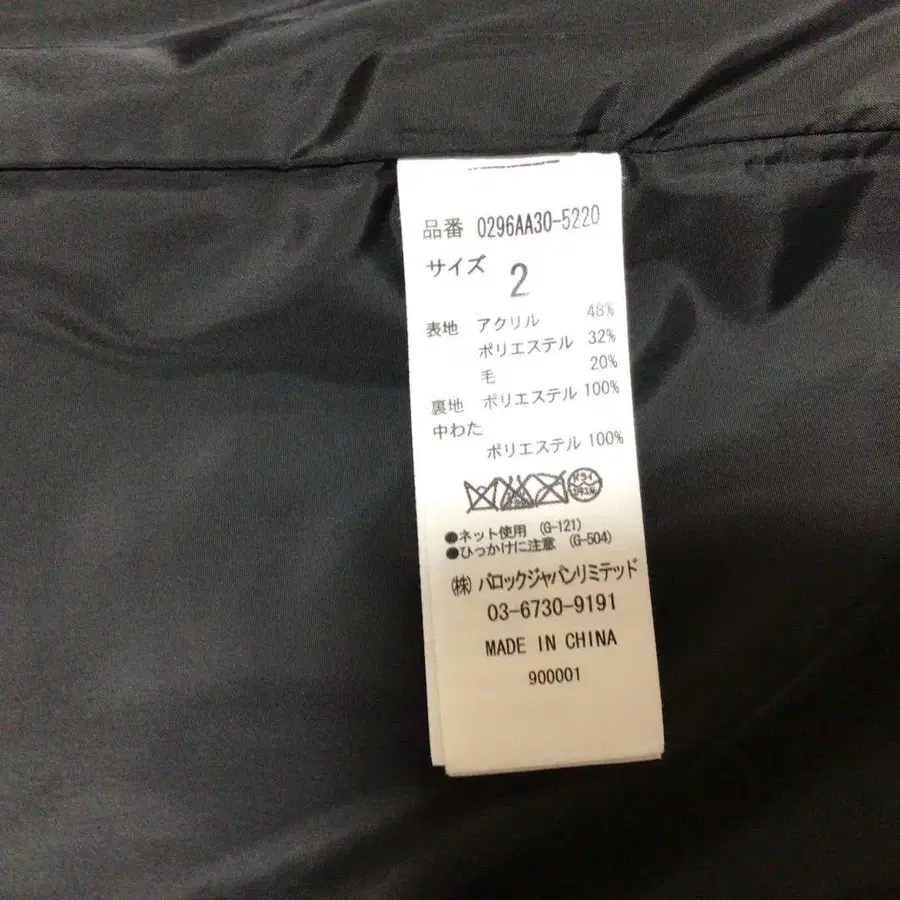 品番 0296AA30-5220
サイズ 2
表地 アクリル 48%
ポリエステル 32%
毛 20%
裏地 ポリエステル 100%
中わた
ポリエステル 100%
ドライ
●ネット使用 (G-121)
●ひっかけに注意 (G-504)
(株) バロックジャパンリミテッド
03-6730-9191
MADE IN CHINA
900001